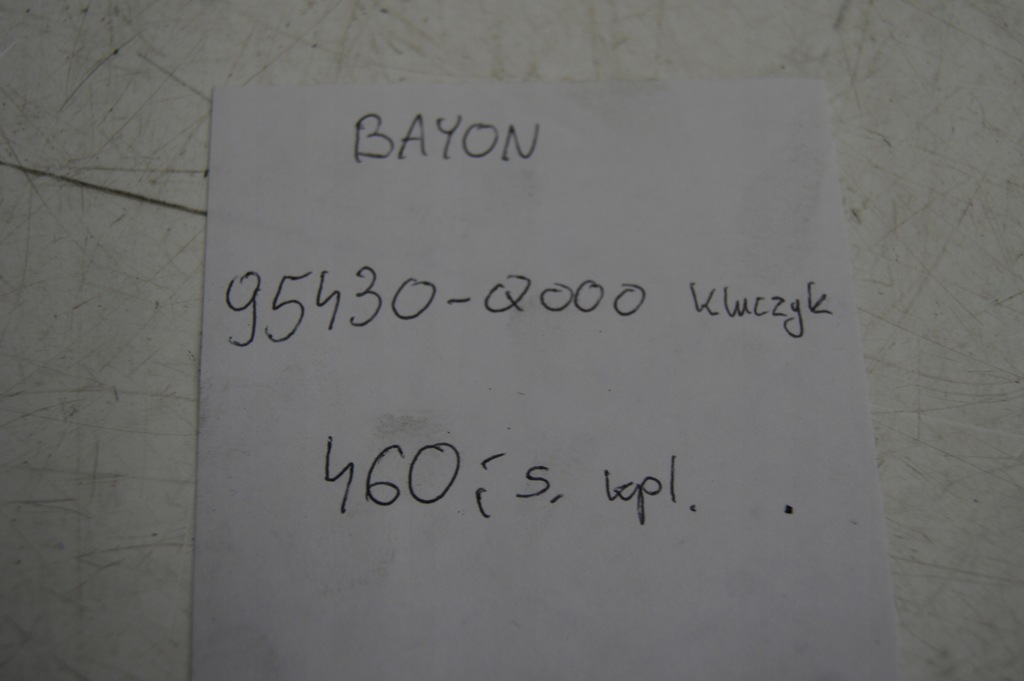 BAYON
95430-Q000 kluczyk
460,- s. kpl.